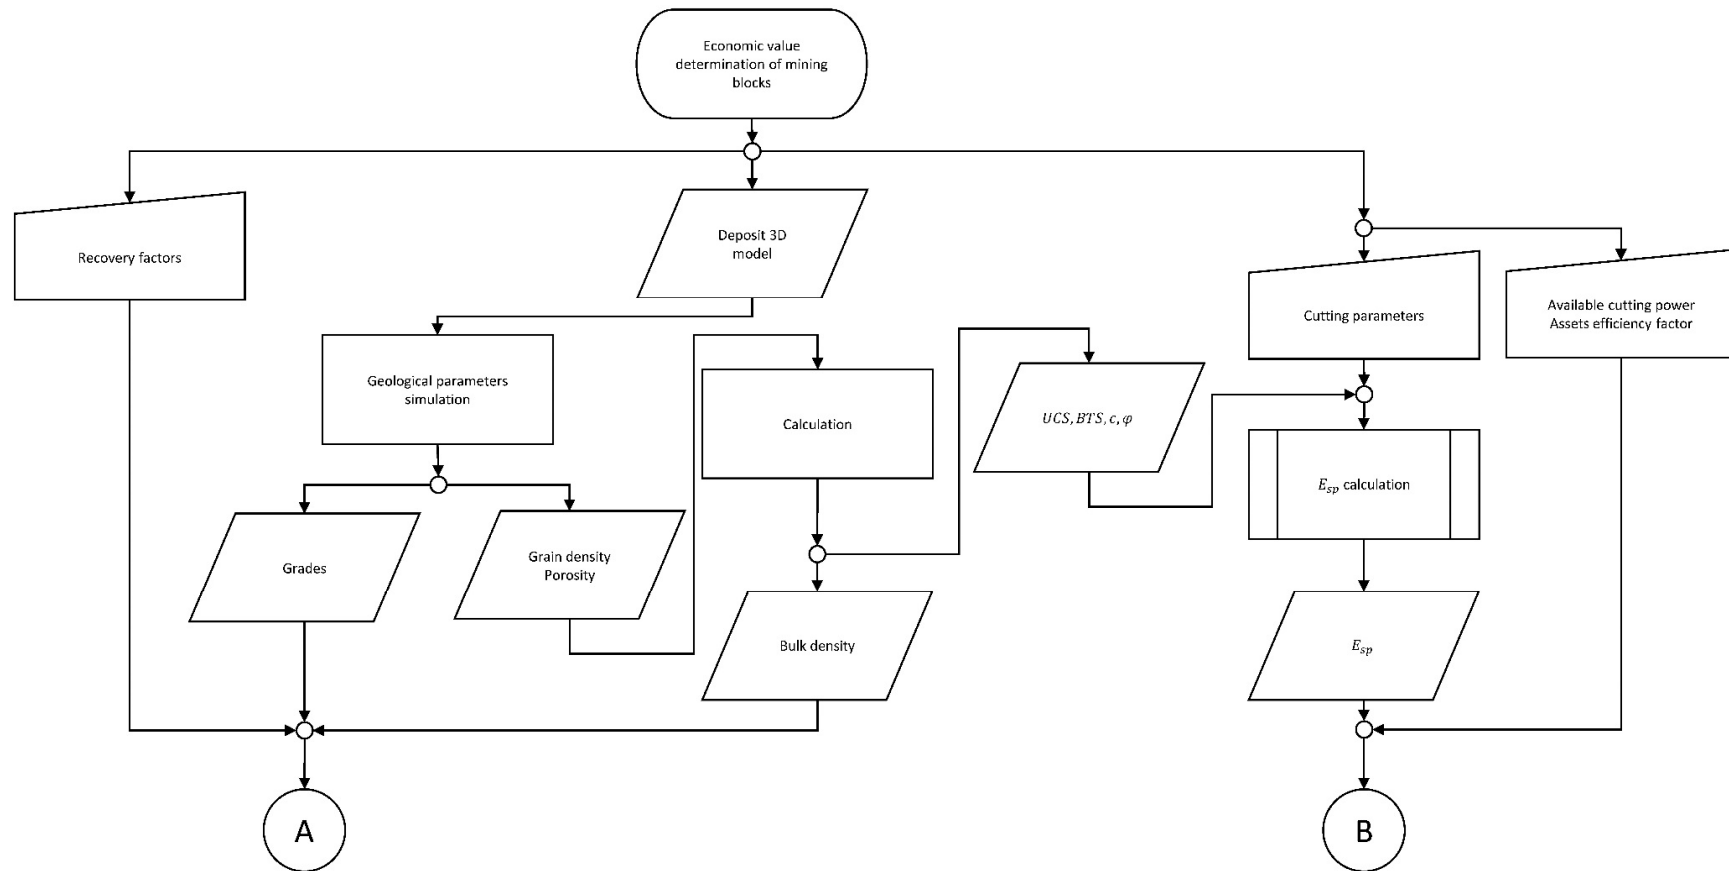 Economic value
determination of mining
blocks
Recovery factors
Deposit 3D
model
Cutting parameters
Available cutting power
Assets efficiency factor
Geological parameters
simulation
Calculation
UCS, BTS, c, φ
E_sp calculation
Grades
Grain density
Porosity
Bulk density
E_sp
A
B